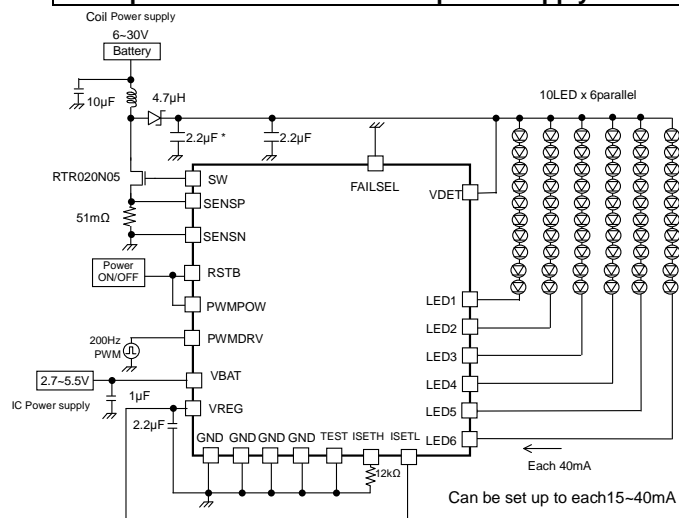 Coil Power supply
6~30V
Battery
10µF
4.7µH
2.2µF *
2.2µF
10LED x 6parallel
RTR020N05
SW
FAILSEL
VDET
SENSP
51mΩ
SENSN
Power
ON/OFF
RSTB
PWMPOW
LED1
LED2
200Hz
PWM
PWMDRV
LED3
2.7~5.5V
VBAT
LED4
IC Power supply
1µF
VREG
LED5
2.2µF
GND GND GND GND TEST ISETH ISETL
LED6
12kΩ
Each 40mA
Can be set up to each15~40mA